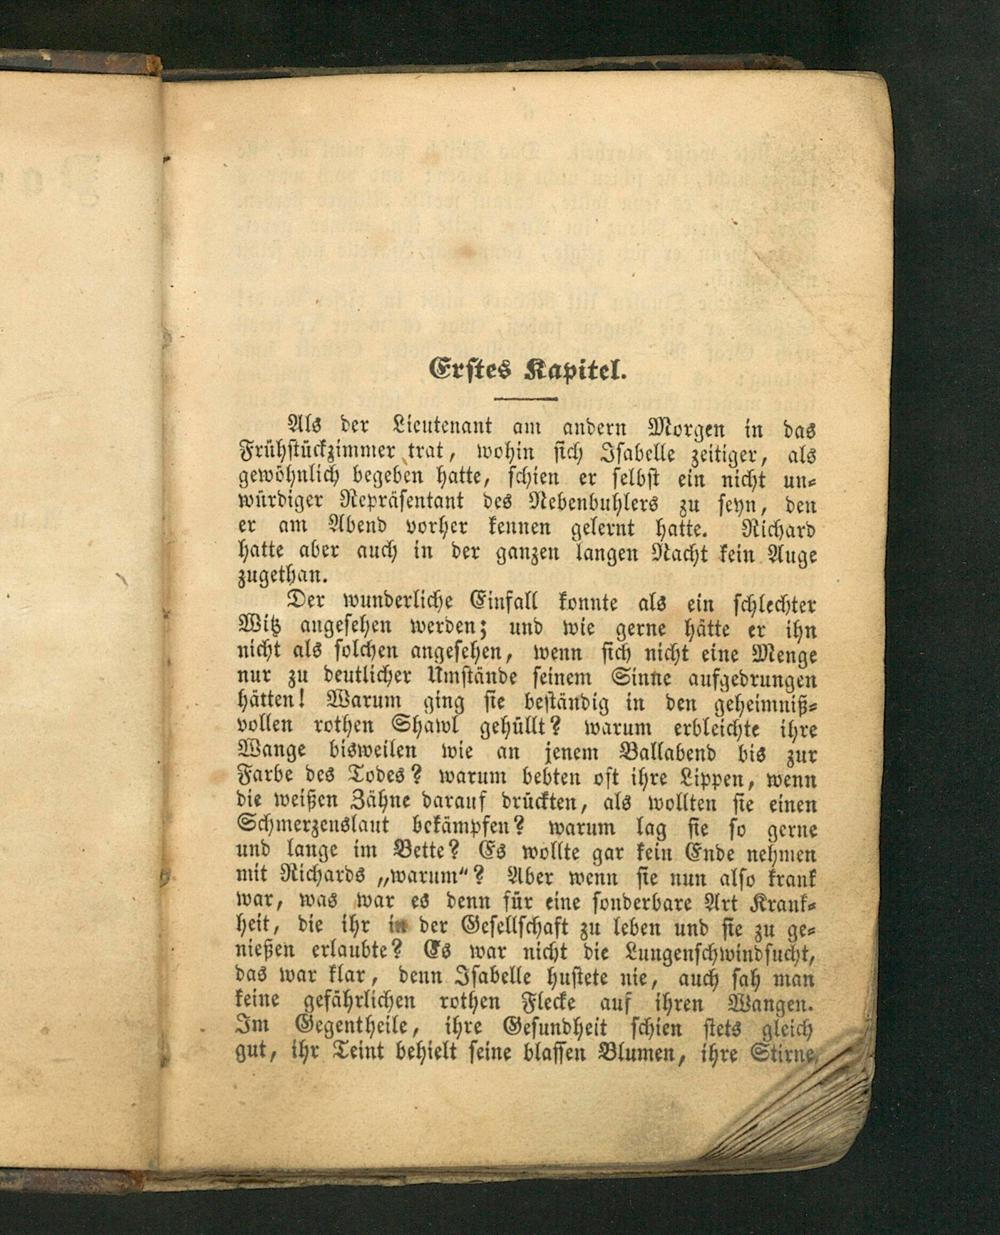 Erstes Kapitel.
Als der Lieutenant am andern Morgen in das
Frühstückzimmer trat, wohin sich Isabelle zeitiger, als
gewöhnlich begeben hatte, schien er selbst ein nicht un=
würdiger Repräsentant des Nebenbuhlers zu seyn, den
er am Abend vorher kennen gelernt hatte. Richard
hatte aber auch in der ganzen langen Nacht kein Auge
zugethan.
Der wunderliche Einfall konnte als ein schlechter
Witz angesehen werden; und wie gerne hätte er ihn
nicht als solchen angesehen, wenn sich nicht eine Menge
nur zu deutlicher Umstände seinem Sinne aufgedrungen
hätten! Warum ging sie beständig in den geheimniß=
vollen rothen Shawl gehüllt? warum erbleichte ihre
Wange bisweilen wie an jenem Ballabend bis zur
Farbe des Todes? warum bebten oft ihre Lippen, wenn
die weißen Zähne darauf drückten, als wollten sie einen
Schmerzenslaut bekämpfen? warum lag sie so gerne
und lange im Bette? Es wollte gar kein Ende nehmen
mit Richards „warum“? Aber wenn sie nun also krank
war, was war es denn für eine sonderbare Art Krank=
heit, die ihr in der Gesellschaft zu leben und sie zu ge=
nießen erlaubte? Es war nicht die Lungenschwindsucht,
das war klar, denn Isabelle hustete nie, auch sah man
keine gefährlichen rothen Flecke auf ihren Wangen.
Im Gegentheile, ihre Gesundheit schien stets gleich
gut, ihr Teint behielt seine blassen Blumen, ihre Stirne